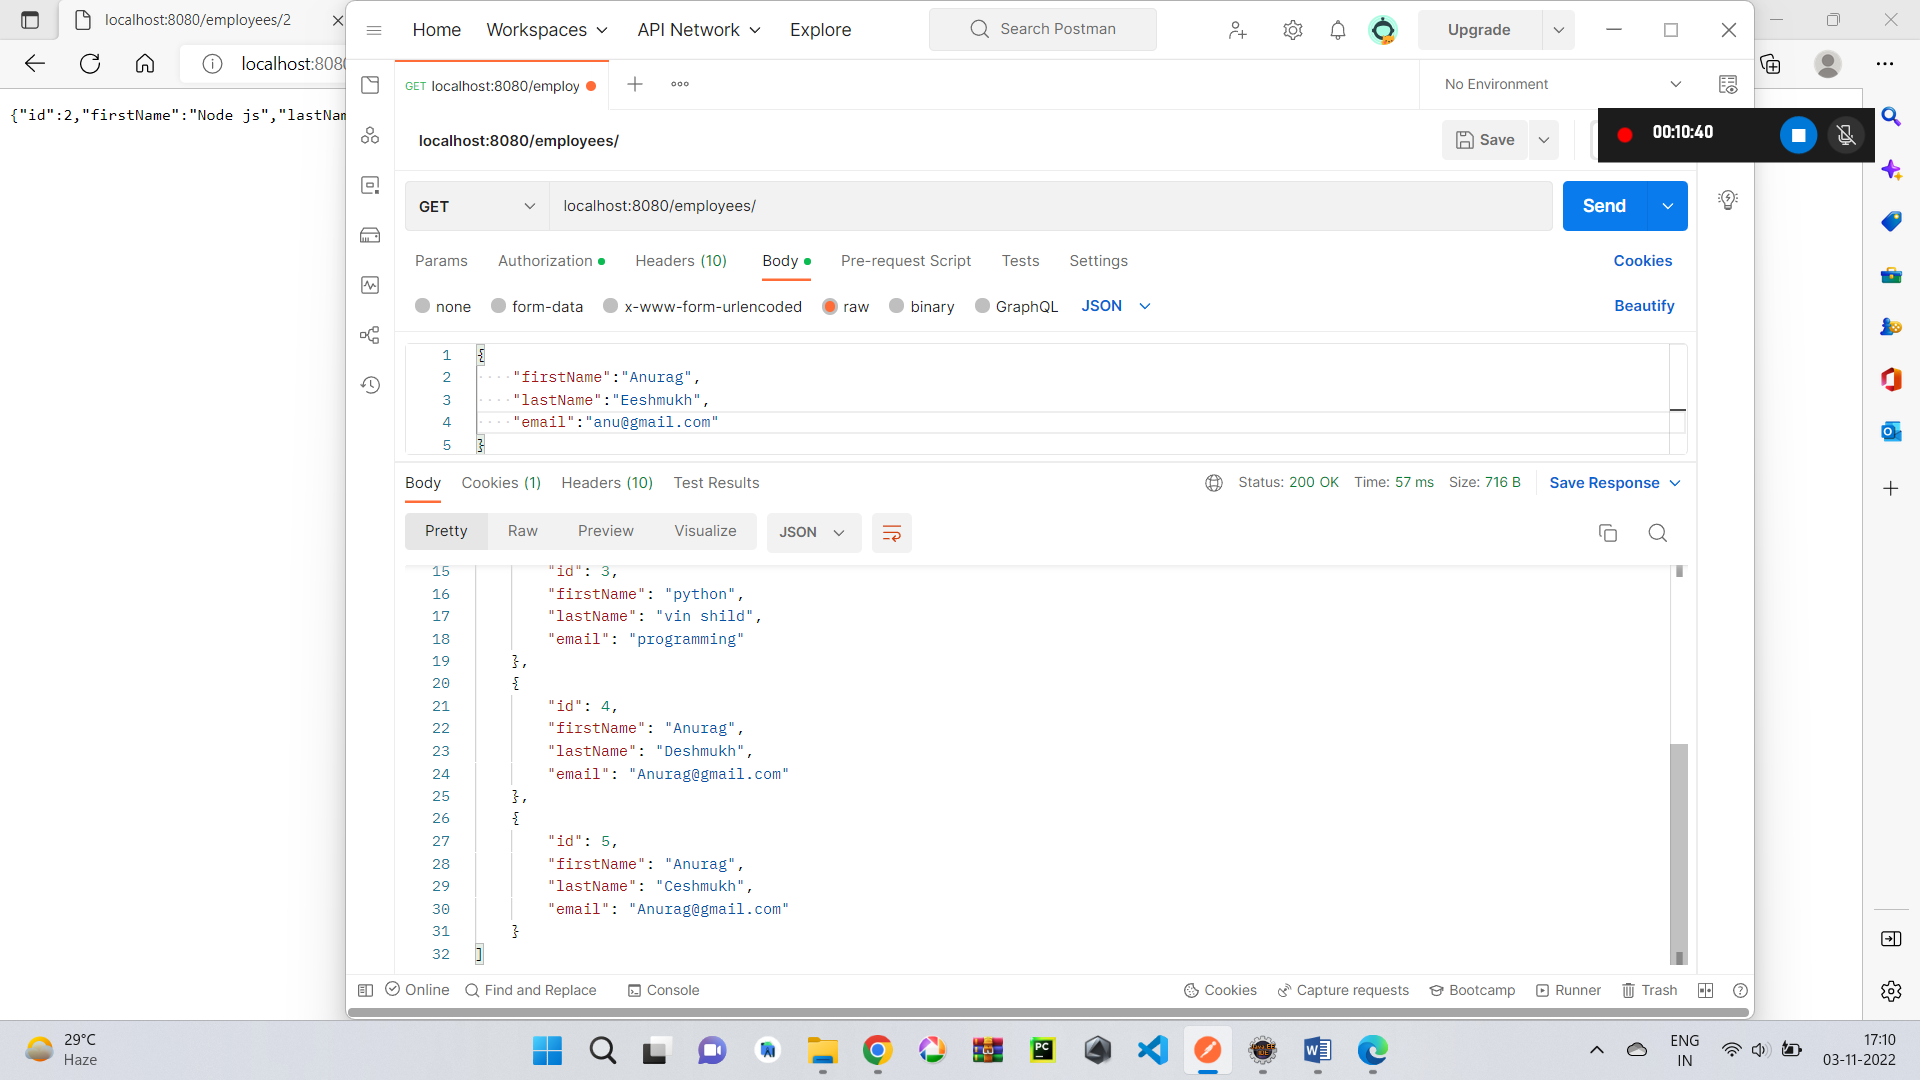 localhost:8080/employees/2
localhost:808
{"id":2,"firstName":"Node js","lastNam
Home
Workspaces
API Network
Explore
Search Postman
Upgrade
GET localhost:8080/employ
No Environment
localhost:8080/employees/
Save
00:10:40
GET
localhost:8080/employees/
Send
Params
Authorization
Headers (10)
Body
Pre-request Script
Tests
Settings
Cookies
none
form-data
x-www-form-urlencoded
raw
binary
GraphQL
JSON
Beautify
1 {
2 "firstName":"Anurag",
3 "lastName":"Eeshmukh",
4 "email":"anu@gmail.com"
5 }
Body
Cookies (1)
Headers (10)
Test Results
Status: 200 OK
Time: 57 ms
Size: 716 B
Save Response
Pretty
Raw
Preview
Visualize
JSON
15 "id": 3,
16 "firstName": "python",
17 "lastName": "vin shild",
18 "email": "programming"
19 },
20 {
21 "id": 4,
22 "firstName": "Anurag",
23 "lastName": "Deshmukh",
24 "email": "Anurag@gmail.com"
25 },
26 {
27 "id": 5,
28 "firstName": "Anurag",
29 "lastName": "Ceshmukh",
30 "email": "Anurag@gmail.com"
31 }
32 ]
Online
Find and Replace
Console
Cookies
Capture requests
Bootcamp
Runner
Trash
29°C
Haze
PC
ENG
IN
17:10
03-11-2022